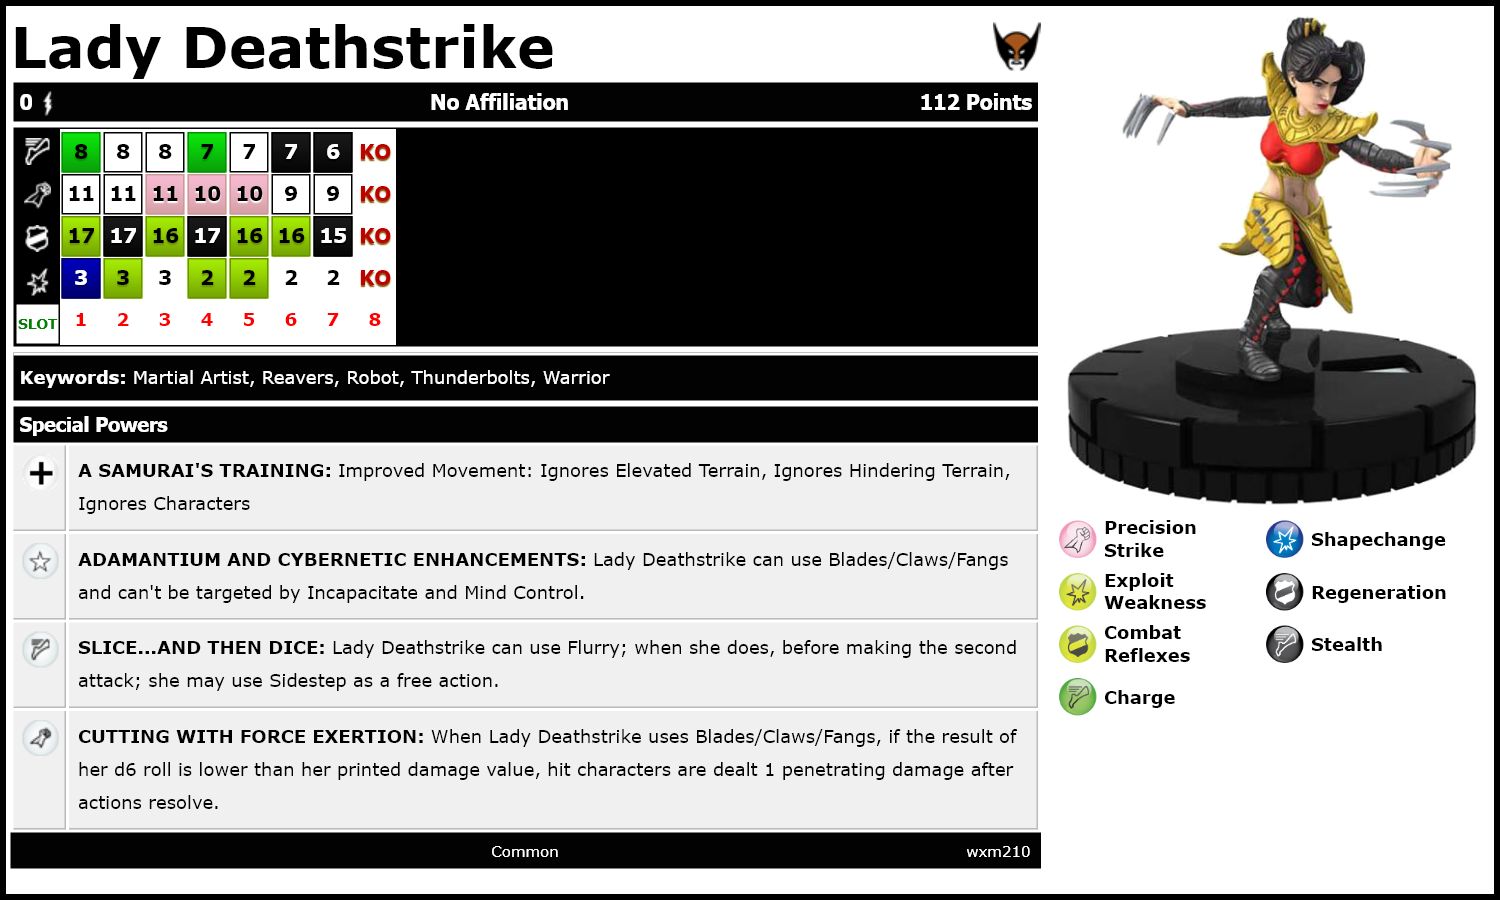 Lady Deathstrike
0 No Affiliation 112 Points
8 8 8 7 7 7 6 KO
11 11 11 10 10 9 9 KO
17 17 16 17 16 16 15 KO
3 3 3 2 2 2 2 KO
SLOT 1 2 3 4 5 6 7 8
Keywords: Martial Artist, Reavers, Robot, Thunderbolts, Warrior
Special Powers
A SAMURAI'S TRAINING: Improved Movement: Ignores Elevated Terrain, Ignores Hindering Terrain,
Ignores Characters
ADAMANTIUM AND CYBERNETIC ENHANCEMENTS: Lady Deathstrike can use Blades/Claws/Fangs
and can't be targeted by Incapacitate and Mind Control.
SLICE...AND THEN DICE: Lady Deathstrike can use Flurry; when she does, before making the second
attack; she may use Sidestep as a free action.
CUTTING WITH FORCE EXERTION: When Lady Deathstrike uses Blades/Claws/Fangs, if the result of
her d6 roll is lower than her printed damage value, hit characters are dealt 1 penetrating damage after
actions resolve.
Common wxm210
Precision
Strike
Shapechange
Exploit
Weakness
Regeneration
Combat
Reflexes
Stealth
Charge